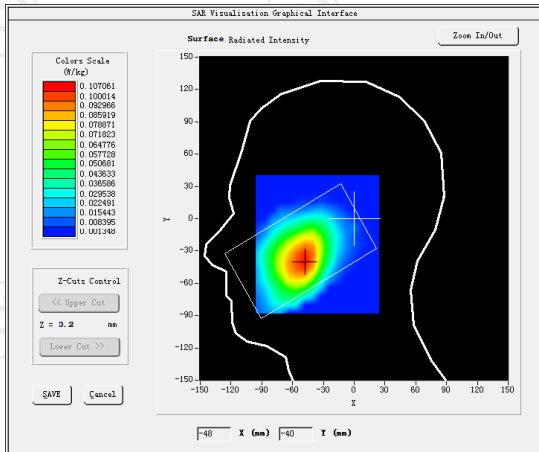 SAR Visualisation Graphical Interface
Surface Radiated Intensity
Zoom In/Out
Colors Scale
(W/kg)
0.107061
0.100014
0.092966
0.085919
0.078871
0.071823
0.064776
0.057728
0.050681
0.043633
0.036586
0.029538
0.022491
0.015443
0.008395
0.001348
150
120
90
60
30
0
-30
-60
-90
-120
-150
Y
-150 -120 -90 -60 -30 0 30 60 90 120 150
X
Z-Cuts Control
<< Upper Cut
Z = 0.2 mm
Lower Cut >>
SAVE Cancel
-48 X (mm) -40 Y (mm)